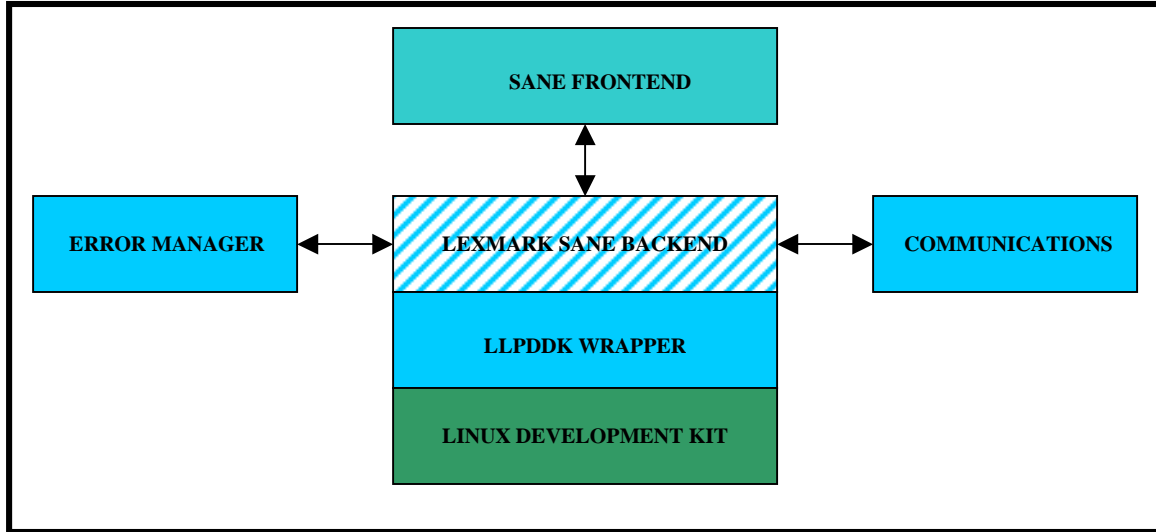 SANE FRONTEND
ERROR MANAGER
LEXMARK SANE BACKEND
COMMUNICATIONS
LLPDDK WRAPPER
LINUX DEVELOPMENT KIT